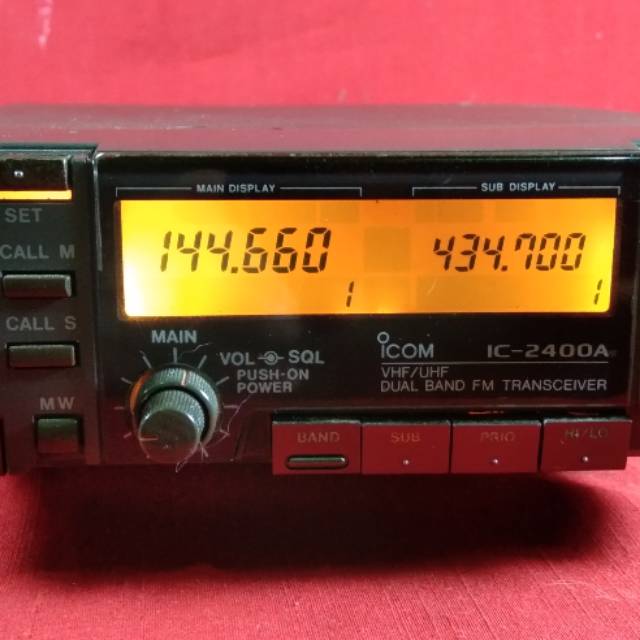 MAIN DISPLAY
SUB DISPLAY
SET
144.660
434.700
CALL M
1
1
CALL S
MAIN
VOL SQL
PUSH-ON
POWER
ICOM
IC-2400A
VHF/UHF
DUAL BAND FM TRANSCEIVER
MW
BAND
SUB
PRIO
HI/LO